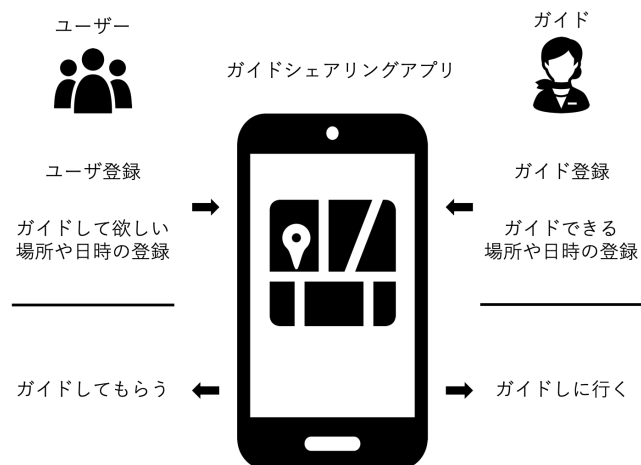 ユーザー
ガイド
ガイドシェアリングアプリ
ユーザ登録
ガイドして欲しい
場所や日時の登録
ガイド登録
ガイドできる
場所や日時の登録
ガイドしてもらう
ガイドしに行く